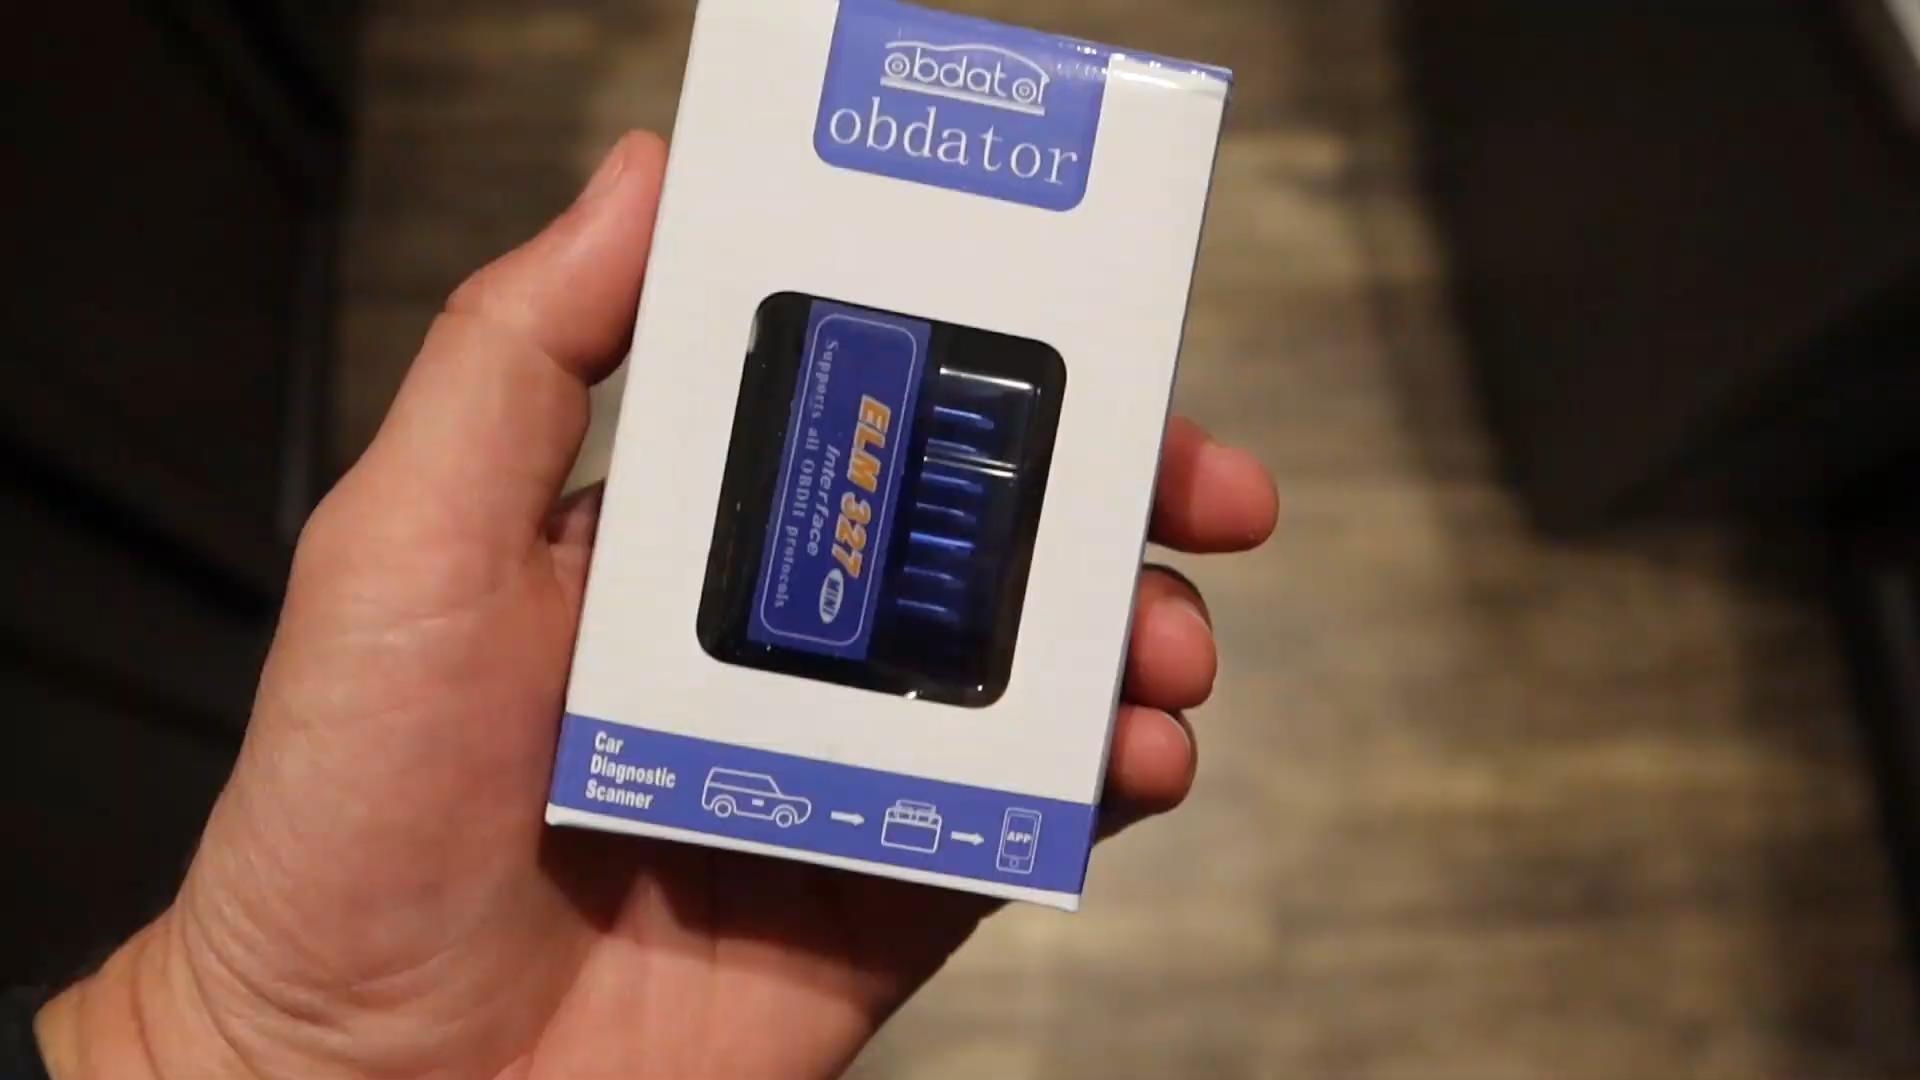 obdator
obdator
ELM 327
Interface
MINI
Supports all OBDII protocols
Car
Diagnostic
Scanner
APP